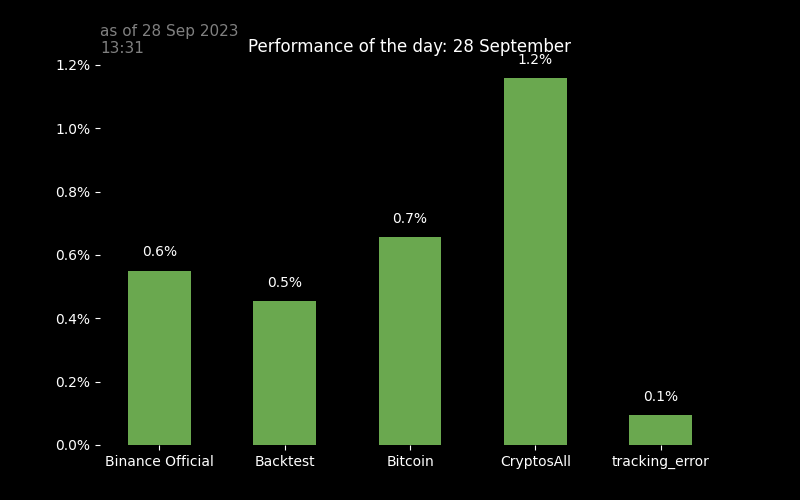 as of 28 Sep 2023
13:31
Performance of the day: 28 September
1.2%
1.0%
0.8%
0.6%
0.4%
0.2%
0.0%
0.6%
0.5%
0.7%
1.2%
0.1%
Binance Official
Backtest
Bitcoin
CryptosAll
tracking_error